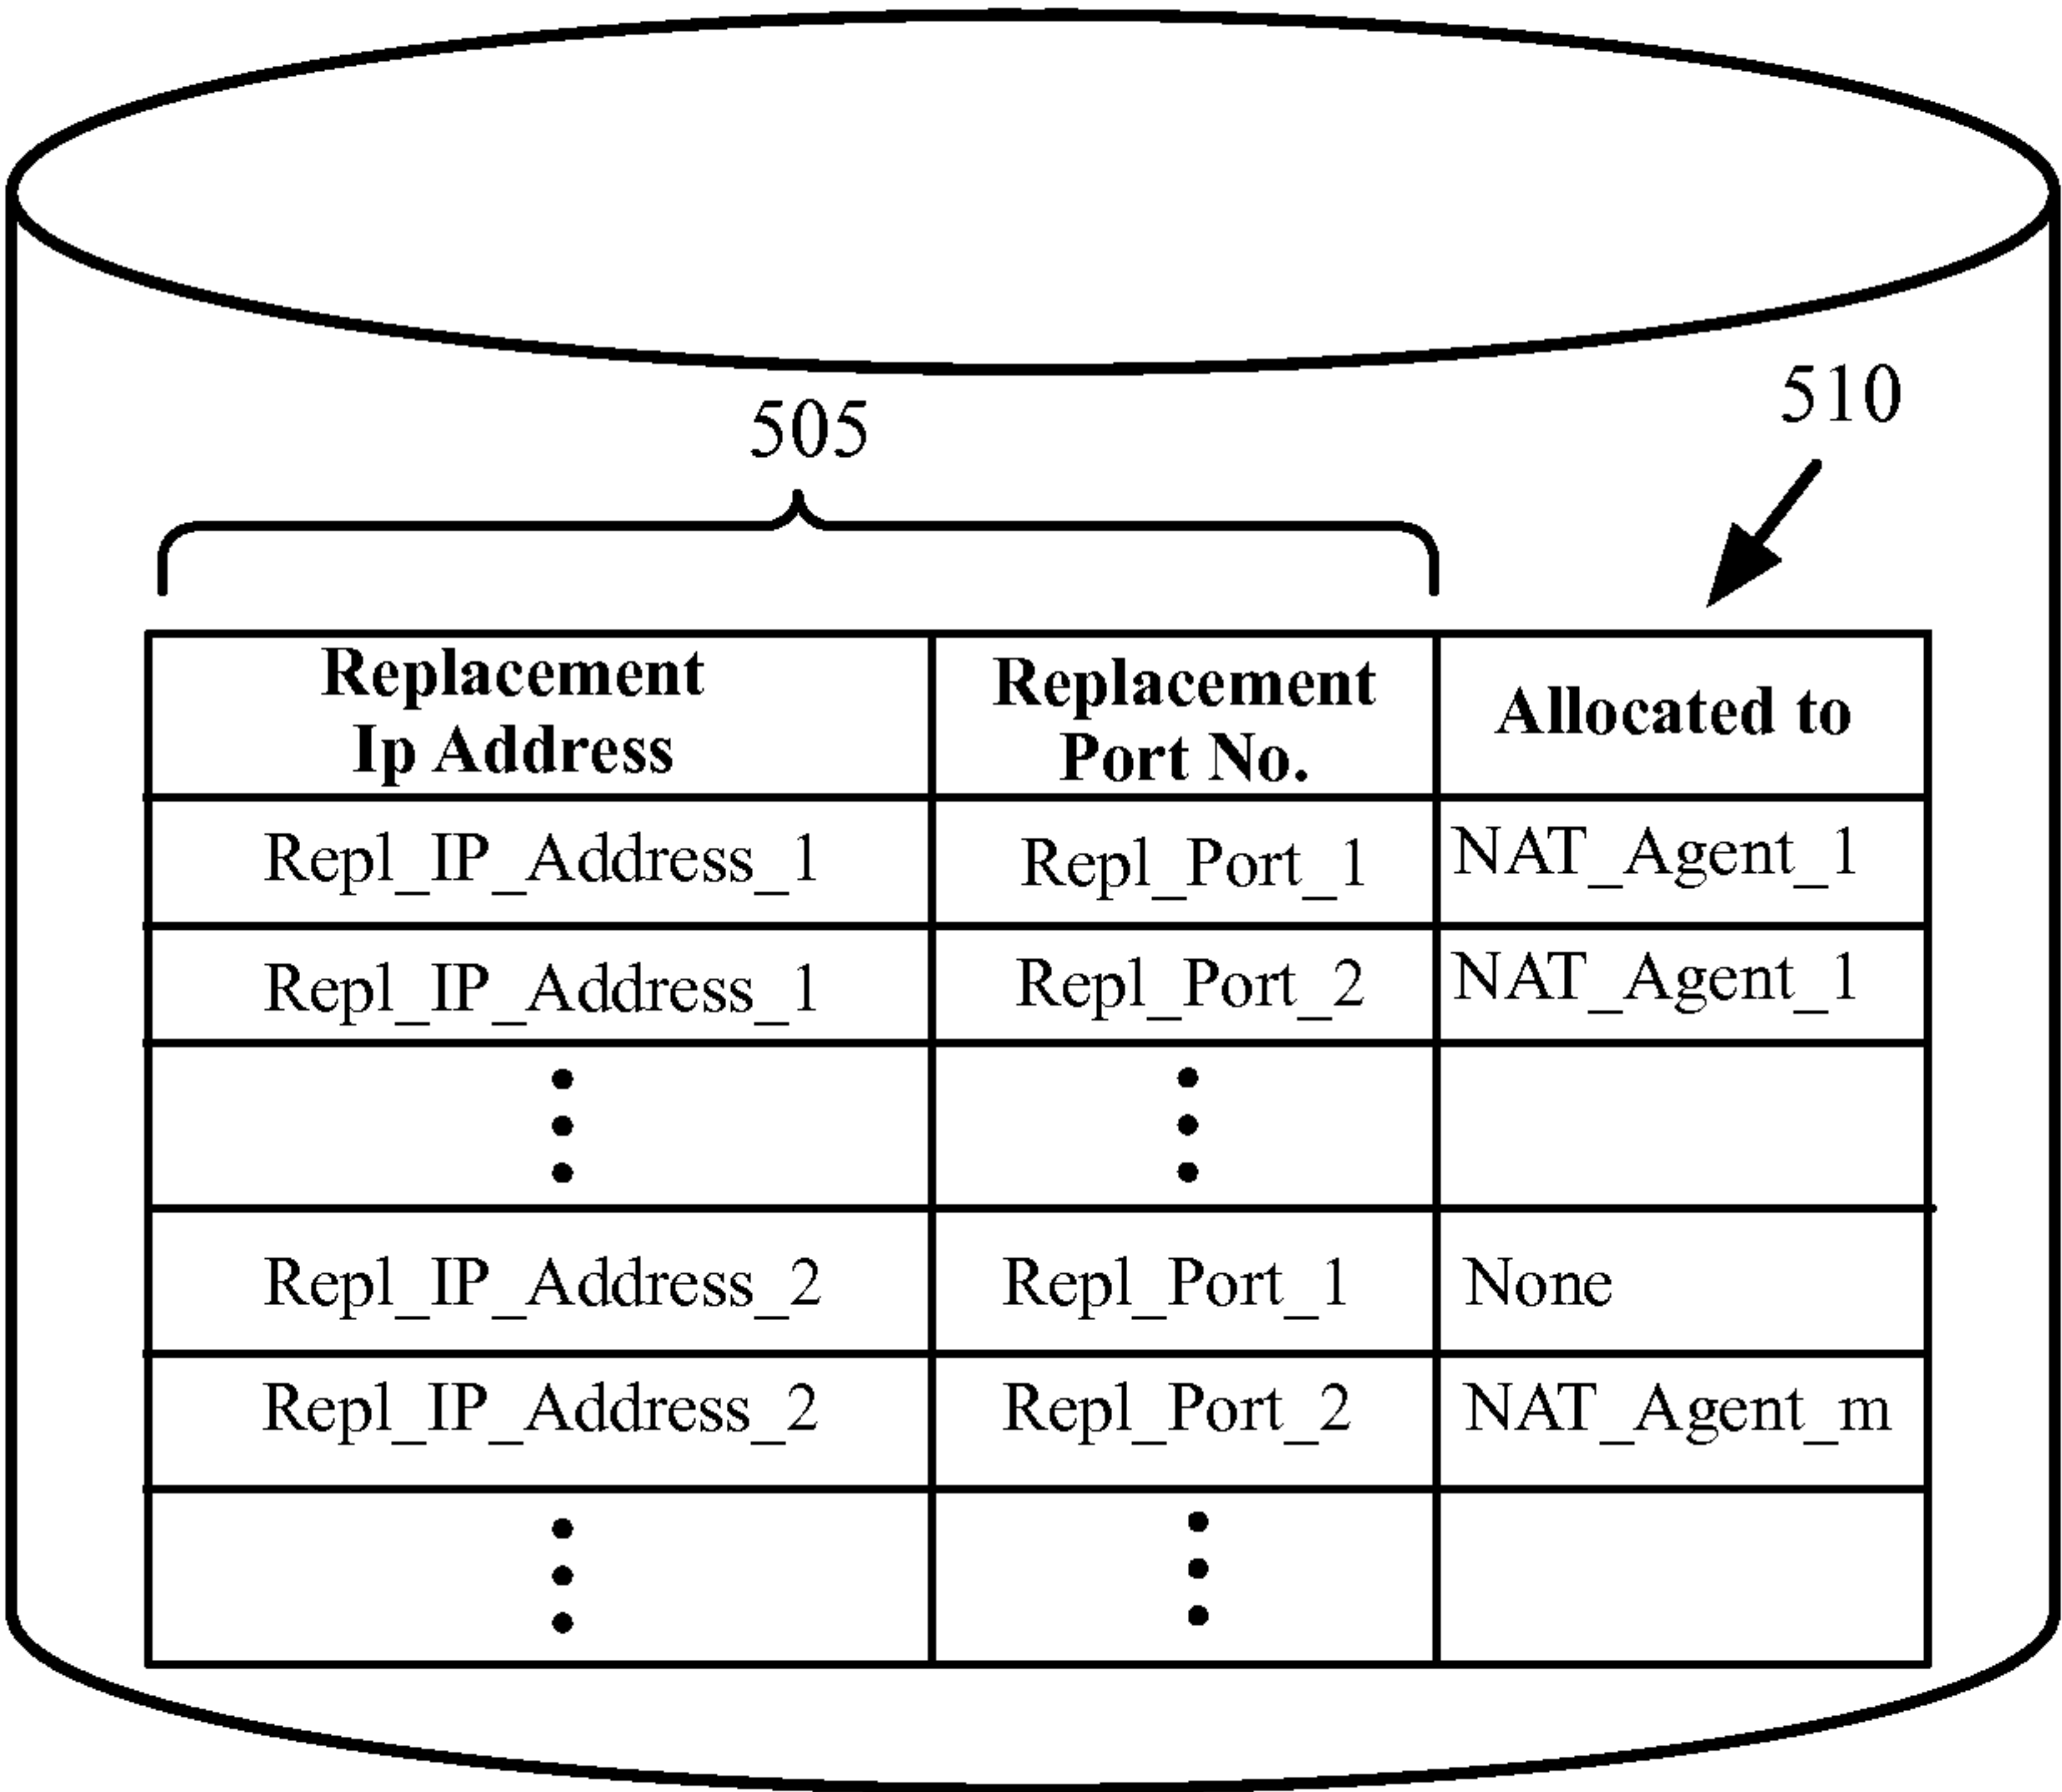 505
510
Replacement
Ip Address
Replacement
Port No.
Allocated to
Repl_IP_Address_1 Repl_Port_1 NAT_Agent_1
Repl_IP_Address_1 Repl_Port_2 NAT_Agent_1
Repl_IP_Address_2 Repl_Port_1 None
Repl_IP_Address_2 Repl_Port_2 NAT_Agent_m